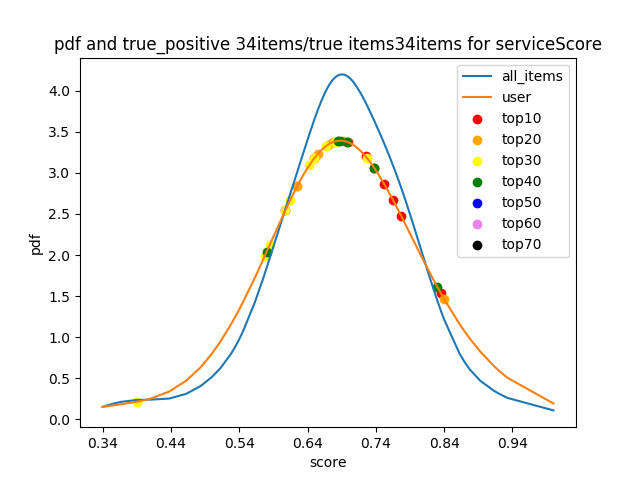 pdf and true_positive 34items/true items34items for serviceScore
all_items
user
top10
top20
top30
top40
top50
top60
top70
4.0
3.5
3.0
2.5
2.0
1.5
1.0
0.5
0.0
pdf
0.34 0.44 0.54 0.64 0.74 0.84 0.94
score